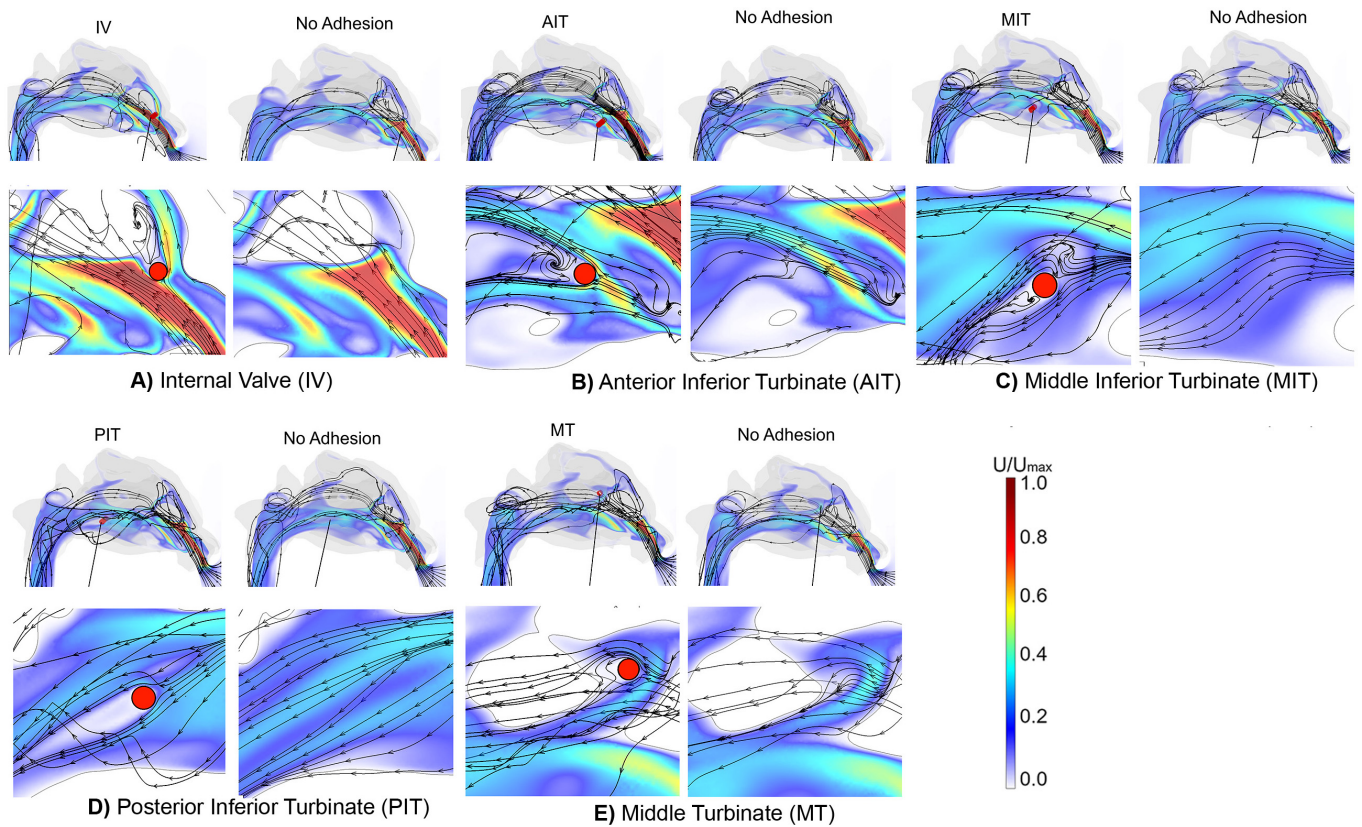 IV
No Adhesion
AIT
No Adhesion
MIT
No Adhesion
A) Internal Valve (IV)
B) Anterior Inferior Turbinate (AIT)
C) Middle Inferior Turbinate (MIT)
PIT
No Adhesion
MT
No Adhesion
U/Umax
1.0
0.8
0.6
0.4
0.2
0.0
D) Posterior Inferior Turbinate (PIT)
E) Middle Turbinate (MT)